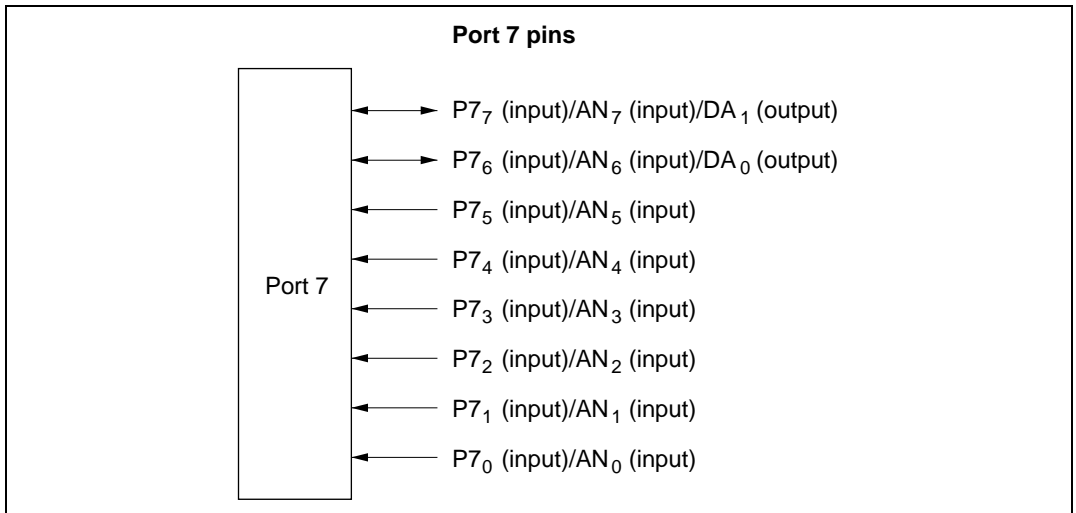 Port 7 pins
P7₇ (input)/AN₇ (input)/DA₁ (output)
P7₆ (input)/AN₆ (input)/DA₀ (output)
P7₅ (input)/AN₅ (input)
P7₄ (input)/AN₄ (input)
Port 7
P7₃ (input)/AN₃ (input)
P7₂ (input)/AN₂ (input)
P7₁ (input)/AN₁ (input)
P7₀ (input)/AN₀ (input)